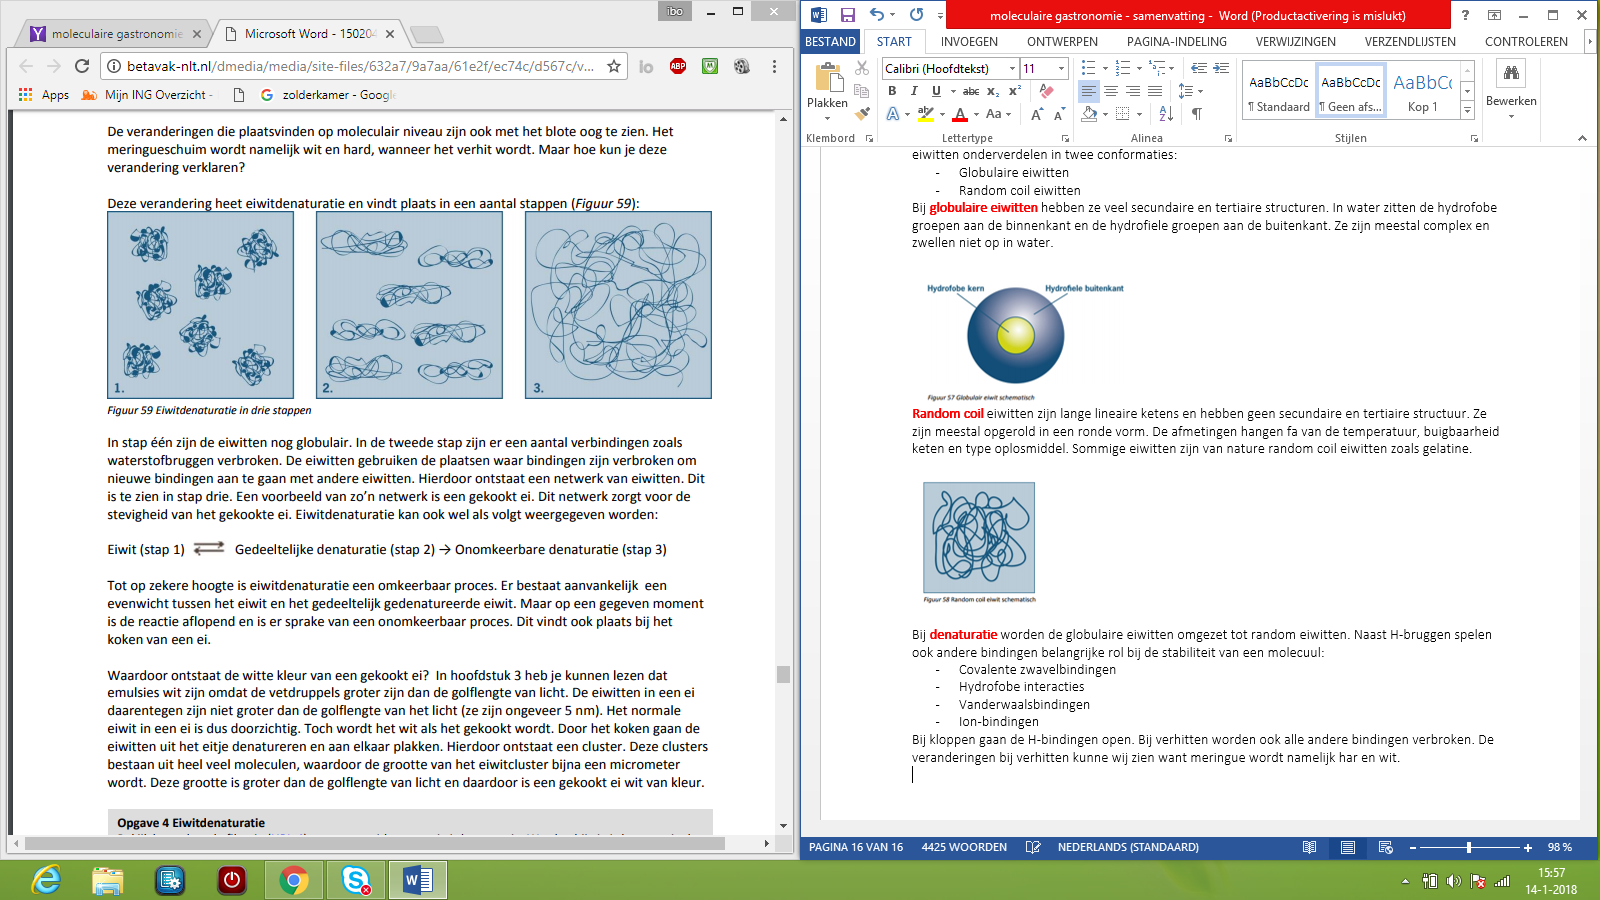 ibo
moleculaire gastronomie
Microsoft Word - 15020
betavak-nlt.nl/dmedia/media/site-files/632a7/9a7aa/61e2f/ec74c/d567c/v...
Apps
Mijn ING Overzicht -
zolderkamer - Google
De veranderingen die plaatsvinden op moleculair niveau zijn ook met het blote oog te zien. Het
meringueschuim wordt namelijk wit en hard, wanneer het verhit wordt. Maar hoe kun je deze
verandering verklaren?
Deze verandering heet eiwitdenaturatie en vindt plaats in een aantal stappen (Figuur 59):
1.
2.
3.
Figuur 59 Eiwitdenaturatie in drie stappen
In stap één zijn de eiwitten nog globulair. In de tweede stap zijn er een aantal verbindingen zoals
waterstofbruggen verbroken. De eiwitten gebruiken de plaatsen waar bindingen zijn verbroken om
nieuwe bindingen aan te gaan met andere eiwitten. Hierdoor ontstaat een netwerk van eiwitten. Dit
is te zien in stap drie. Een voorbeeld van zo’n netwerk is een gekookt ei. Dit netwerk zorgt voor de
stevigheid van het gekookte ei. Eiwitdenaturatie kan ook wel als volgt weergegeven worden:
Eiwit (stap 1) ⇌ Gedeeltelijke denaturatie (stap 2) → Onomkeerbare denaturatie (stap 3)
Tot op zekere hoogte is eiwitdenaturatie een omkeerbaar proces. Er bestaat aanvankelijk een
evenwicht tussen het eiwit en het gedeeltelijk gedenatureerde eiwit. Maar op een gegeven moment
is de reactie aflopend en is er sprake van een onomkeerbaar proces. Dit vindt ook plaats bij het
koken van een ei.
Waardoor ontstaat de witte kleur van een gekookt ei? In hoofdstuk 3 heb je kunnen lezen dat
emulsies wit zijn omdat de vetdruppels groter zijn dan de golflengte van licht. De eiwitten in een ei
daarentegen zijn niet groter dan de golflengte van het licht (ze zijn ongeveer 5 nm). Het normale
eiwit in een ei is dus doorzichtig. Toch wordt het wit als het gekookt wordt. Door het koken gaan de
eiwitten uit het eitje denatureren en aan elkaar plakken. Hierdoor ontstaat een cluster. Deze clusters
bestaan uit heel veel moleculen, waardoor de grootte van het eiwitcluster bijna een micrometer
wordt. Deze grootte is groter dan de golflengte van licht en daardoor is een gekookt ei wit van kleur.
Opgave 4 Eiwitdenaturatie
moleculaire gastronomie - samenvatting - Word (Productactivering is mislukt)
BESTAND START INVOEGEN ONTWERPEN PAGINA-INDELING VERWIJZINGEN VERZENDLIJSTEN CONTROLEREN
Plakken
Klembord
Calibri (Hoofdtekst) 11
B I U abc x₂ x²
A ab A Aa A A
Lettertype
Alinea
AaBbCcDc AaBbCcDc AaBbCc
¶ Standaard ¶ Geen afs... Kop 1
Stijlen
Bewerken
eiwitten onderverdelen in twee conformaties:
- Globulaire eiwitten
- Random coil eiwitten
Bij globulaire eiwitten hebben ze veel secundaire en tertiaire structuren. In water zitten de hydrofobe
groepen aan de binnenkant en de hydrofiele groepen aan de buitenkant. Ze zijn meestal complex en
zwellen niet op in water.
Hydrofobe kern
Hydrofiele buitenkant
Figuur 57 Globulair eiwit schematisch
Random coil eiwitten zijn lange lineaire ketens en hebben geen secundaire en tertiaire structuur. Ze
zijn meestal opgerold in een ronde vorm. De afmetingen hangen fa van de temperatuur, buigbaarheid
keten en type oplosmiddel. Sommige eiwitten zijn van nature random coil eiwitten zoals gelatine.
Figuur 58 Random coil eiwit schematisch
Bij denaturatie worden de globulaire eiwitten omgezet tot random eiwitten. Naast H-bruggen spelen
ook andere bindingen belangrijke rol bij de stabiliteit van een molecuul:
- Covalente zwavelbindingen
- Hydrofobe interacties
- Vanderwaalsbindingen
- Ion-bindingen
Bij kloppen gaan de H-bindingen open. Bij verhitten worden ook alle andere bindingen verbroken. De
veranderingen bij verhitten kunne wij zien want meringue wordt namelijk har en wit.
PAGINA 16 VAN 16 4425 WOORDEN NEDERLANDS (STANDAARD) 98 %
15:57
14-1-2018